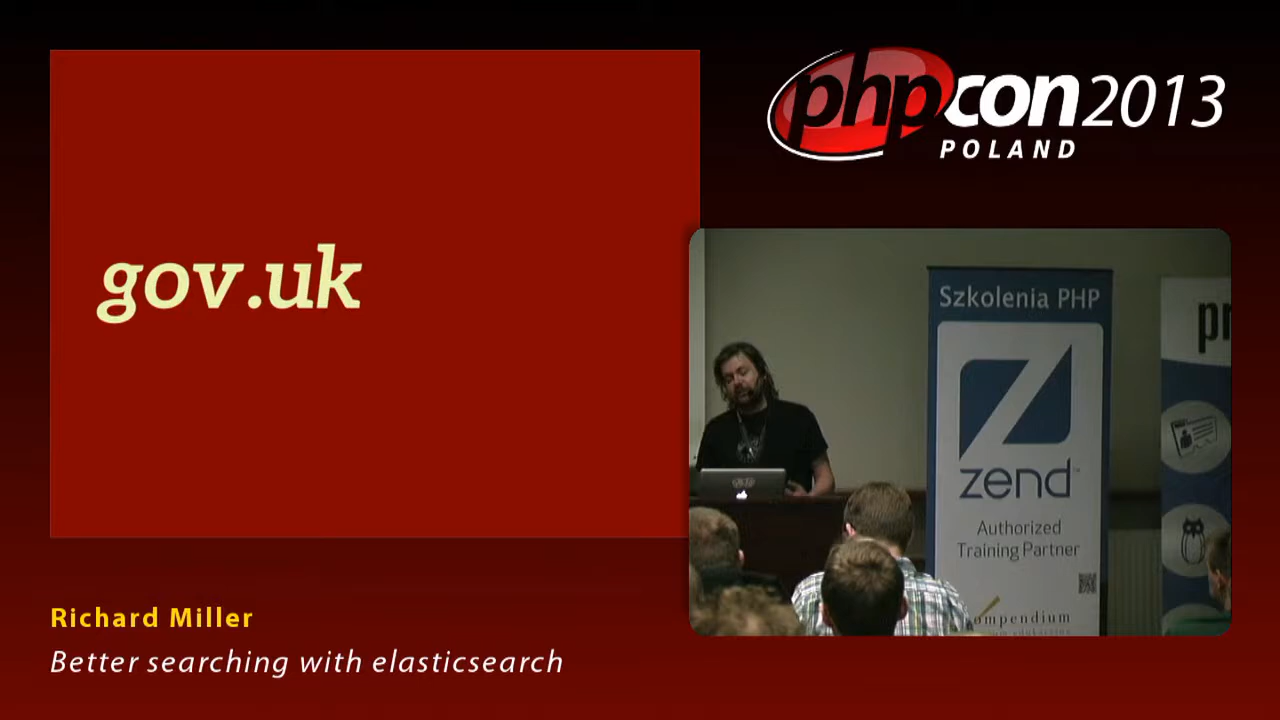 gov.uk
phpcon2013
POLAND
Szkolenia PHP
zend
Authorized
Training Partner
Richard Miller
Better searching with elasticsearch